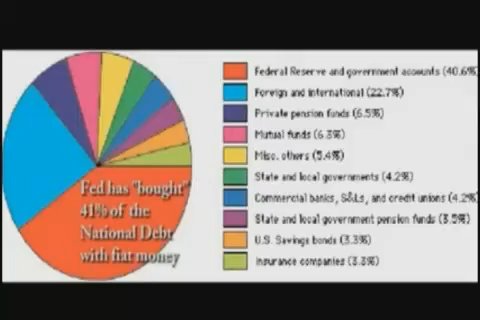 Fed has "bought"
41% of the
National Debt
with fiat money
Federal Reserve and government accounts (40.6%)
Foreign and international (22.7%)
Private pension funds (6.5%)
Mutual funds (6.3%)
Misc. others (5.4%)
State and local governments (4.2%)
Commercial banks, S&Ls, and credit unions (4.2%)
State and local government pension funds (3.5%)
U.S. Savings bonds (3.3%)
Insurance companies (3.3%)